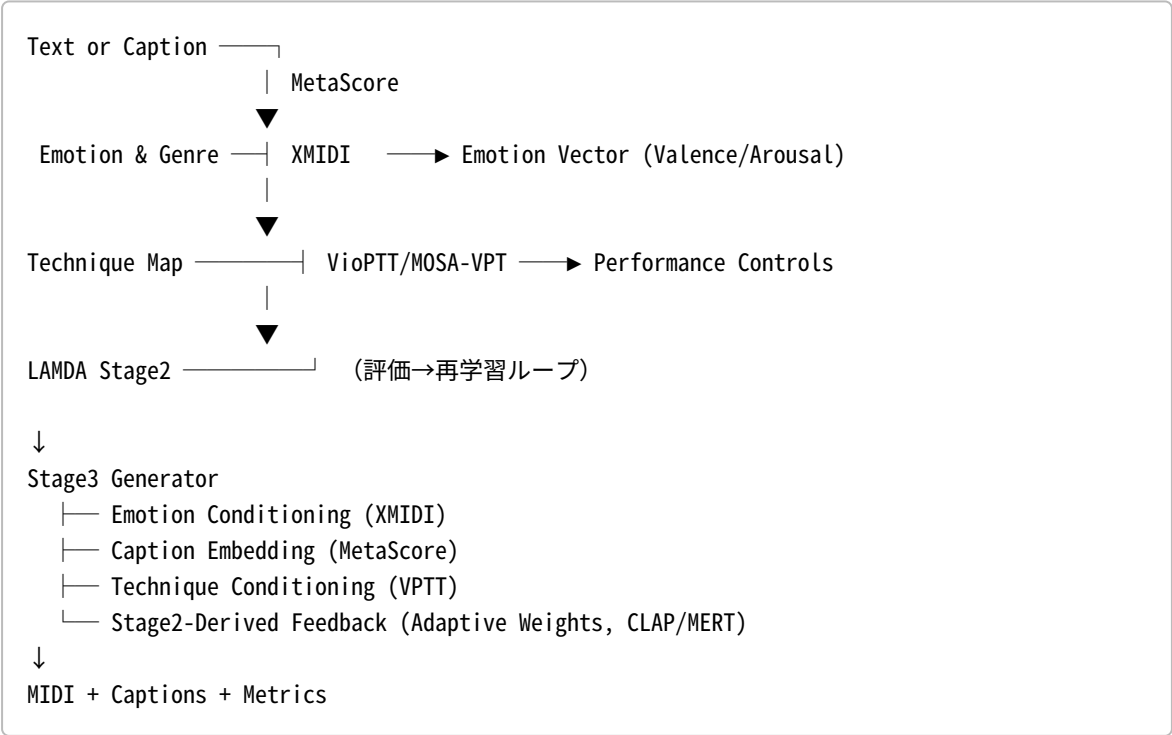 Text or Caption ───┐
│ MetaScore
▼
Emotion & Genre ──┤ XMIDI ───► Emotion Vector (Valence/Arousal)
│
▼
Technique Map ───────┤ VioPTT/MOSA-VPT ───► Performance Controls
│
▼
LAMDA Stage2 ────────┘ （評価→再学習ループ）
↓
Stage3 Generator
├── Emotion Conditioning (XMIDI)
├── Caption Embedding (MetaScore)
├── Technique Conditioning (VPTT)
└── Stage2-Derived Feedback (Adaptive Weights, CLAP/MERT)
↓
MIDI + Captions + Metrics